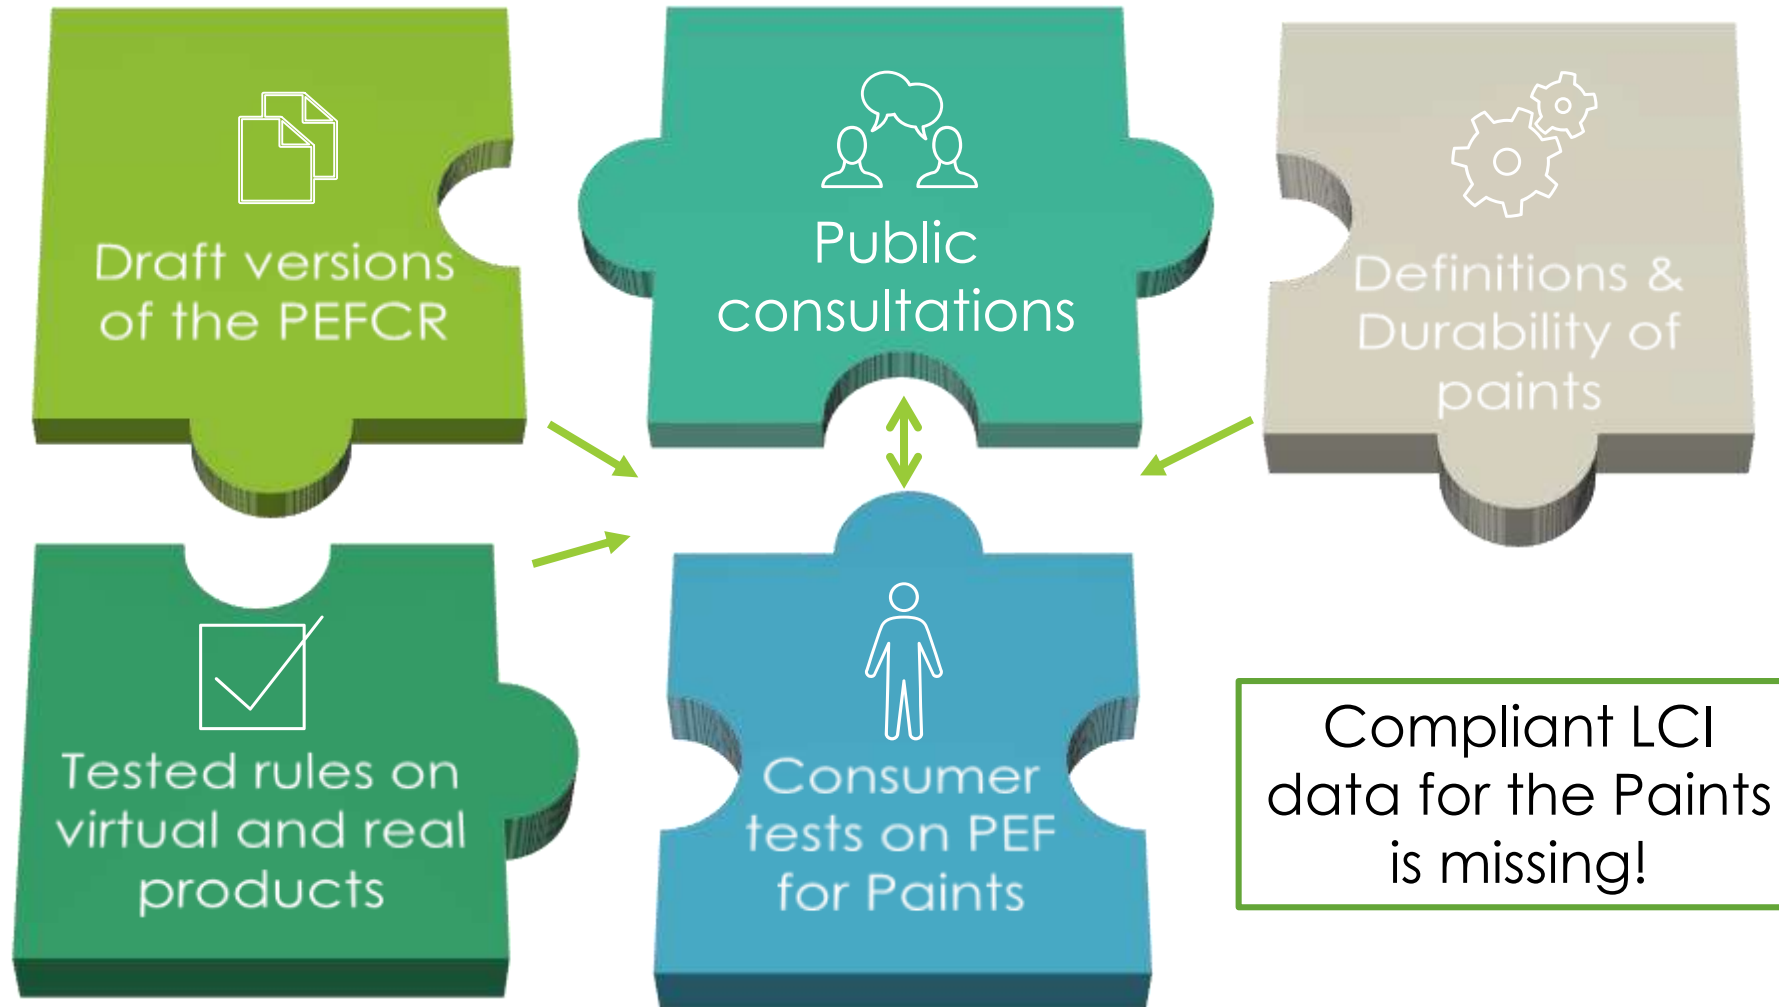 Draft versions
of the PEFCR
Public
consultations
Definitions &
Durability of
paints
Tested rules on
virtual and real
products
Consumer
tests on PEF
for Paints
Compliant LCI
data for the Paints
is missing!